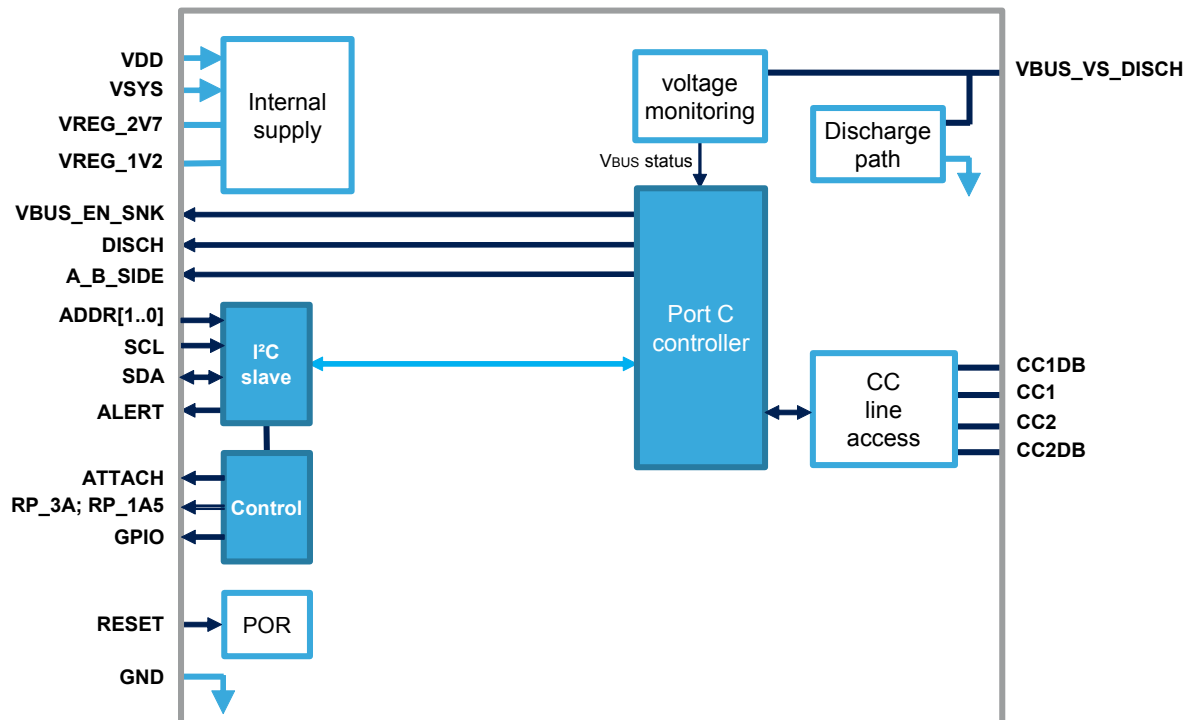 VDD
VSYS
VREG_2V7
VREG_1V2
Internal
supply
VBUS_EN_SNK
DISCH
A_B_SIDE
ADDR[1..0]
SCL
SDA
ALERT
I²C
slave
ATTACH
RP_3A; RP_1A5
GPIO
Control
RESET
POR
GND
voltage
monitoring
VBUS status
Port C
controller
VBUS_VS_DISCH
Discharge
path
CC
line
access
CC1DB
CC1
CC2
CC2DB